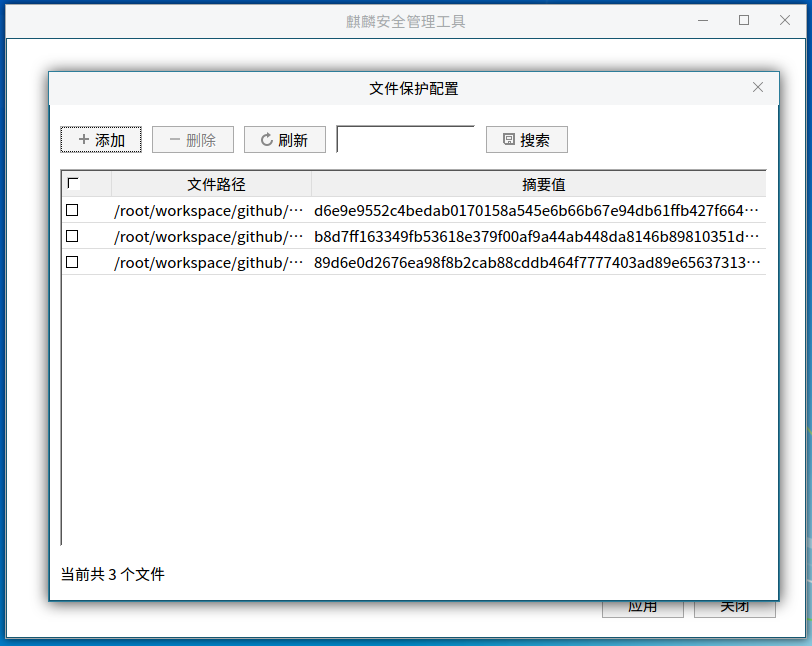 麒麟安全管理工具
文件保护配置
添加 删除 刷新 搜索
文件路径 摘要值
/root/workspace/github/··· d6e9e9552c4bedab0170158a545e6b66b67e94db61ffb427f664···
/root/workspace/github/··· b8d7ff163349fb53618e379f00af9a44ab448da8146b89810351d···
/root/workspace/github/··· 89d6e0d2676ea98f8b2cab88cddb464f7777403ad89e65637313···
当前共 3 个文件
应用 关闭